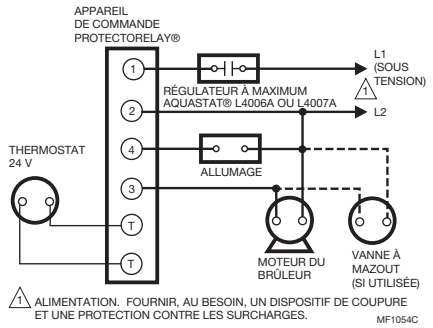 APPAREIL
DE COMMANDE
PROTECTORELAY®
1
L1
(SOUS
TENSION)
RÉGULATEUR À MAXIMUM
AQUASTAT® L4006A OU L4007A
1
2
L2
THERMOSTAT
24 V
4
ALLUMAGE
3
T
T
MOTEUR DU
BRÛLEUR
VANNE À
MAZOUT
(SI UTILISÉE)
1 ALIMENTATION. FOURNIR, AU BESOIN, UN DISPOSITIF DE COUPURE
ET UNE PROTECTION CONTRE LES SURCHARGES.
MF1054C